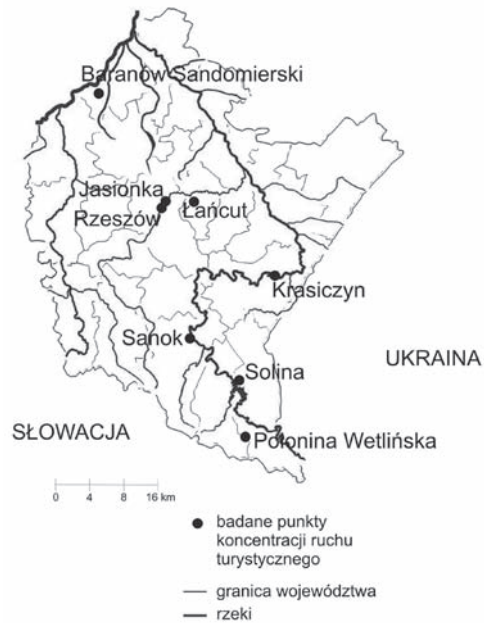 Baranów Sandomierski
Jasionka
Rzeszów
Łańcut
Krasiczyn
Sanok
Solina
UKRAINA
SŁOWACJA
Połonina Wetlińska
0 4 8 16 km
badane punkty
koncentracji ruchu
turystycznego
granica województwa
rzeki